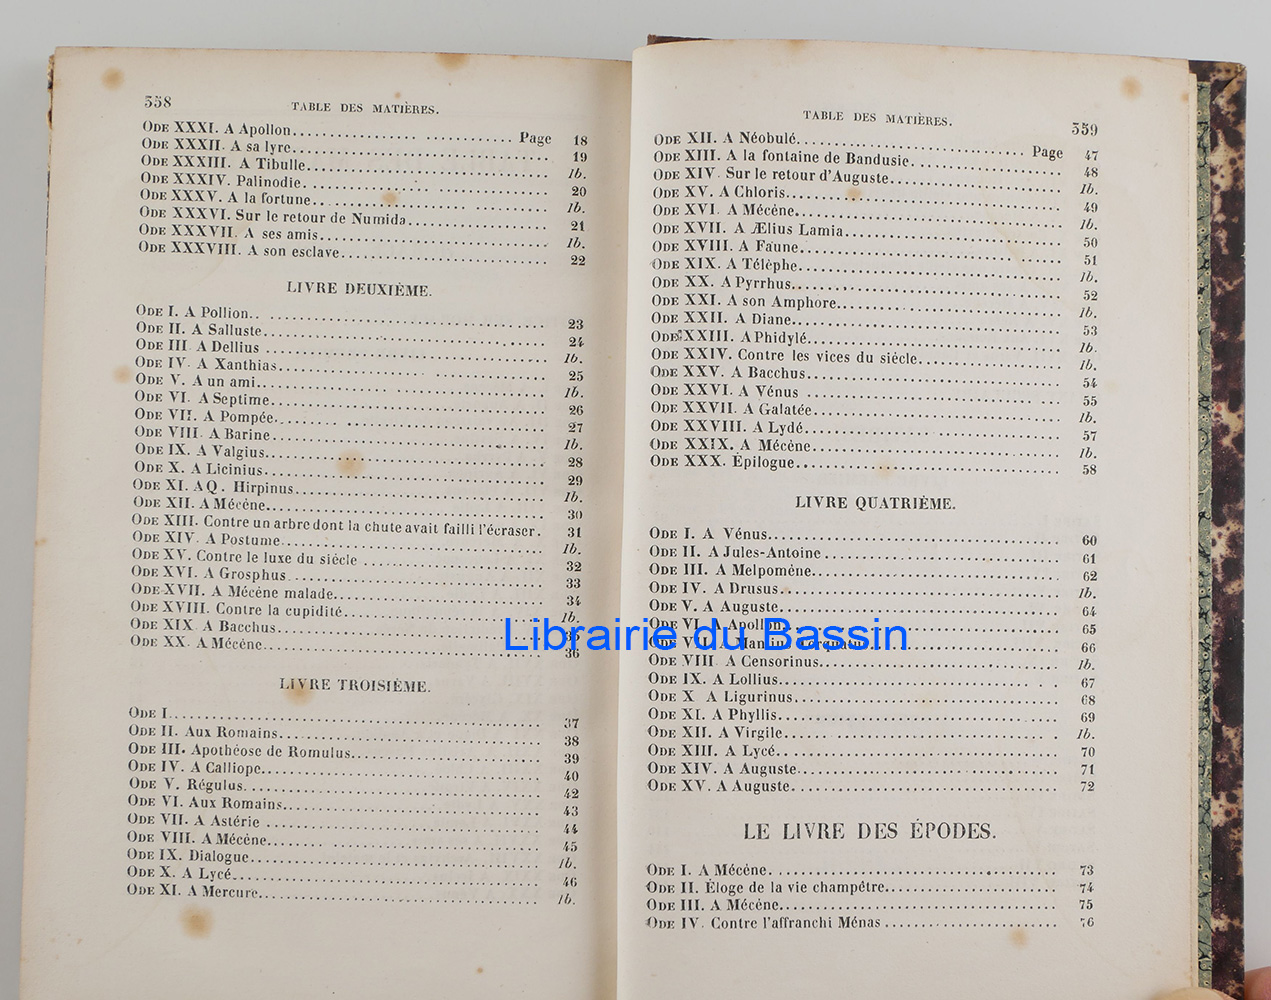 358
TABLE DES MATIÈRES.
ODE XXXI. A Apollon........ Page 18
ODE XXXII. A sa lyre........ 19
ODE XXXIII. A Tibulle........ Ib.
ODE XXXIV. Palinodie........ 20
ODE XXXV. A la fortune........ Ib.
ODE XXXVI. Sur le retour de Numida........ 21
ODE XXXVII. A ses amis........ Ib.
ODE XXXVIII. A son esclave........ 22
LIVRE DEUXIÈME.
ODE I. A Pollion........ 23
ODE II. A Salluste........ 24
ODE III. A Dellius ........ Ib.
ODE IV. A Xanthias........ 25
ODE V. A un ami........ Ib.
ODE VI. A Septime........ 26
ODE VII. A Pompée........ 27
ODE VIII. A Barine........ Ib.
ODE IX. A Valgius........ 28
ODE X. A Licinius........ 29
ODE XI. A Q. Hirpinus........ Ib.
ODE XII. A Mécène........ 30
ODE XIII. Contre un arbre dont la chute avait failli l'écraser. 31
ODE XIV. A Postume........ Ib.
ODE XV. Contre le luxe du siécle ........ 32
ODE XVI. A Grosphus........ 33
ODE XVII. A Mécène malade........ 34
ODE XVIII. Contre la cupidité........ Ib.
ODE XIX. A Bacchus........ 35
ODE XX. A Mécène........ 36
LIVRE TROISIÈME.
ODE I........ 37
ODE II. Aux Romains........ 38
ODE III. Apothéose de Romulus........ 39
ODE IV. A Calliope........ 40
ODE V. Régulus........ 42
ODE VI. Aux Romains........ 43
ODE VII. A Astérie ........ 44
ODE VIII. A Mécène........ 45
ODE IX. Dialogue........ Ib.
ODE X. A Lycé........ 46
ODE XI. A Mercure........ Ib.
TABLE DES MATIÈRES.
359
ODE XII. A Néobulé........ Page 47
ODE XIII. A la fontaine de Bandusie........ 48
ODE XIV. Sur le retour d'Auguste........ Ib.
ODE XV. A Chloris........ 49
ODE XVI. A Mécène........ Ib.
ODE XVII. A Ælius Lamia........ 50
ODE XVIII. A Faune........ 51
ODE XIX. A Télèphe........ Ib.
ODE XX. A Pyrrhus........ 52
ODE XXI. A son Amphore........ Ib.
ODE XXII. A Diane........ 53
ODE XXIII. A Phidylé........ Ib.
ODE XXIV. Contre les vices du siécle........ Ib.
ODE XXV. A Bacchus........ 54
ODE XXVI. A Vénus ........ 55
ODE XXVII. A Galatée........ Ib.
ODE XXVIII. A Lydé........ 57
ODE XXIX. A Mécène........ Ib.
ODE XXX. Épilogue........ 58
LIVRE QUATRIÈME.
ODE I. A Vénus........ 60
ODE II. A Jules-Antoine ........ 61
ODE III. A Melpomène........ 62
ODE IV. A Drusus........ Ib.
ODE V. A Auguste........ 64
ODE VI. A Apollon........ 65
ODE VII. A Manlius Torquatus........ 66
ODE VIII. A Censorinus........ Ib.
ODE IX. A Lollius........ 67
ODE X A Ligurinus........ 68
ODE XI. A Phyllis........ 69
ODE XII. A Virgile........ Ib.
ODE XIII. A Lycé........ 70
ODE XIV. A Auguste........ 71
ODE XV. A Auguste........ 72
LE LIVRE DES ÉPODES.
ODE I. A Mécène........ 73
ODE II. Éloge de la vie champétre........ 74
ODE III. A Mécène........ 75
ODE IV. Contre l'affranchi Ménas ........ 76
Librairie du Bassin